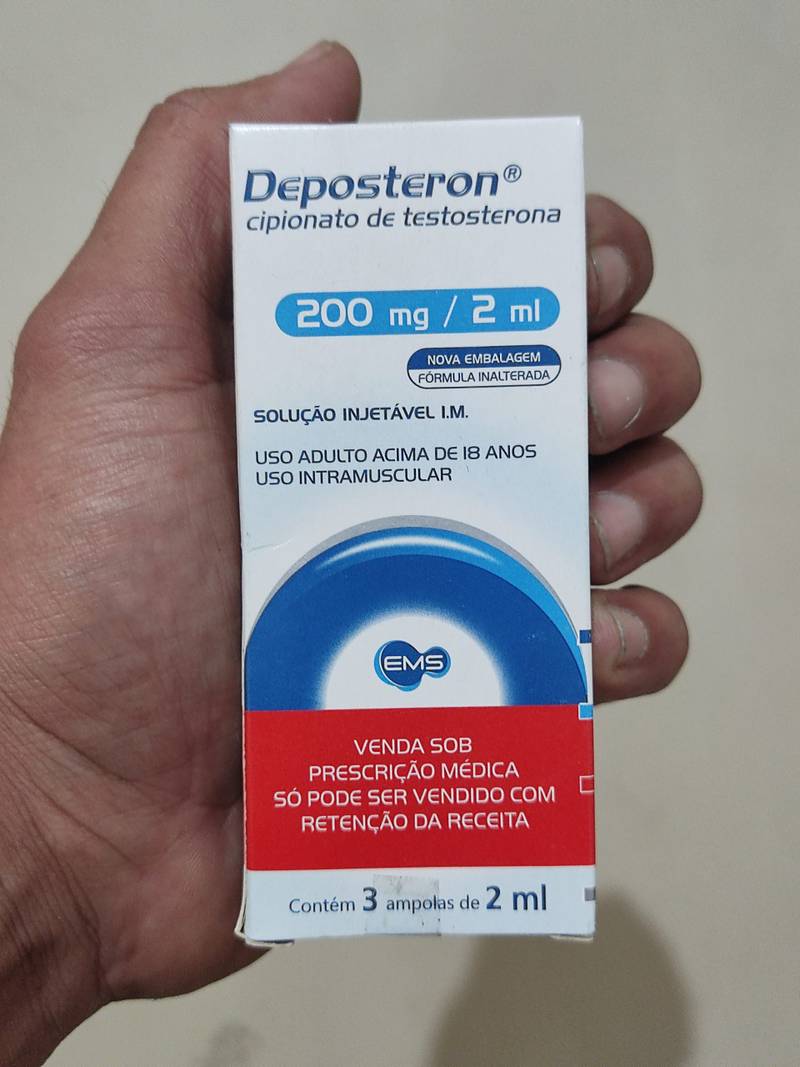 Deposteron®
cipionato de testosterona
200 mg / 2 ml
NOVA EMBALAGEM
FÓRMULA INALTERADA
SOLUÇÃO INJETÁVEL I.M.
USO ADULTO ACIMA DE 18 ANOS
USO INTRAMUSCULAR
EMS
VENDA SOB
PRESCRIÇÃO MÉDICA
SÓ PODE SER VENDIDO COM
RETENÇÃO DA RECEITA
Contém 3 ampolas de 2 ml